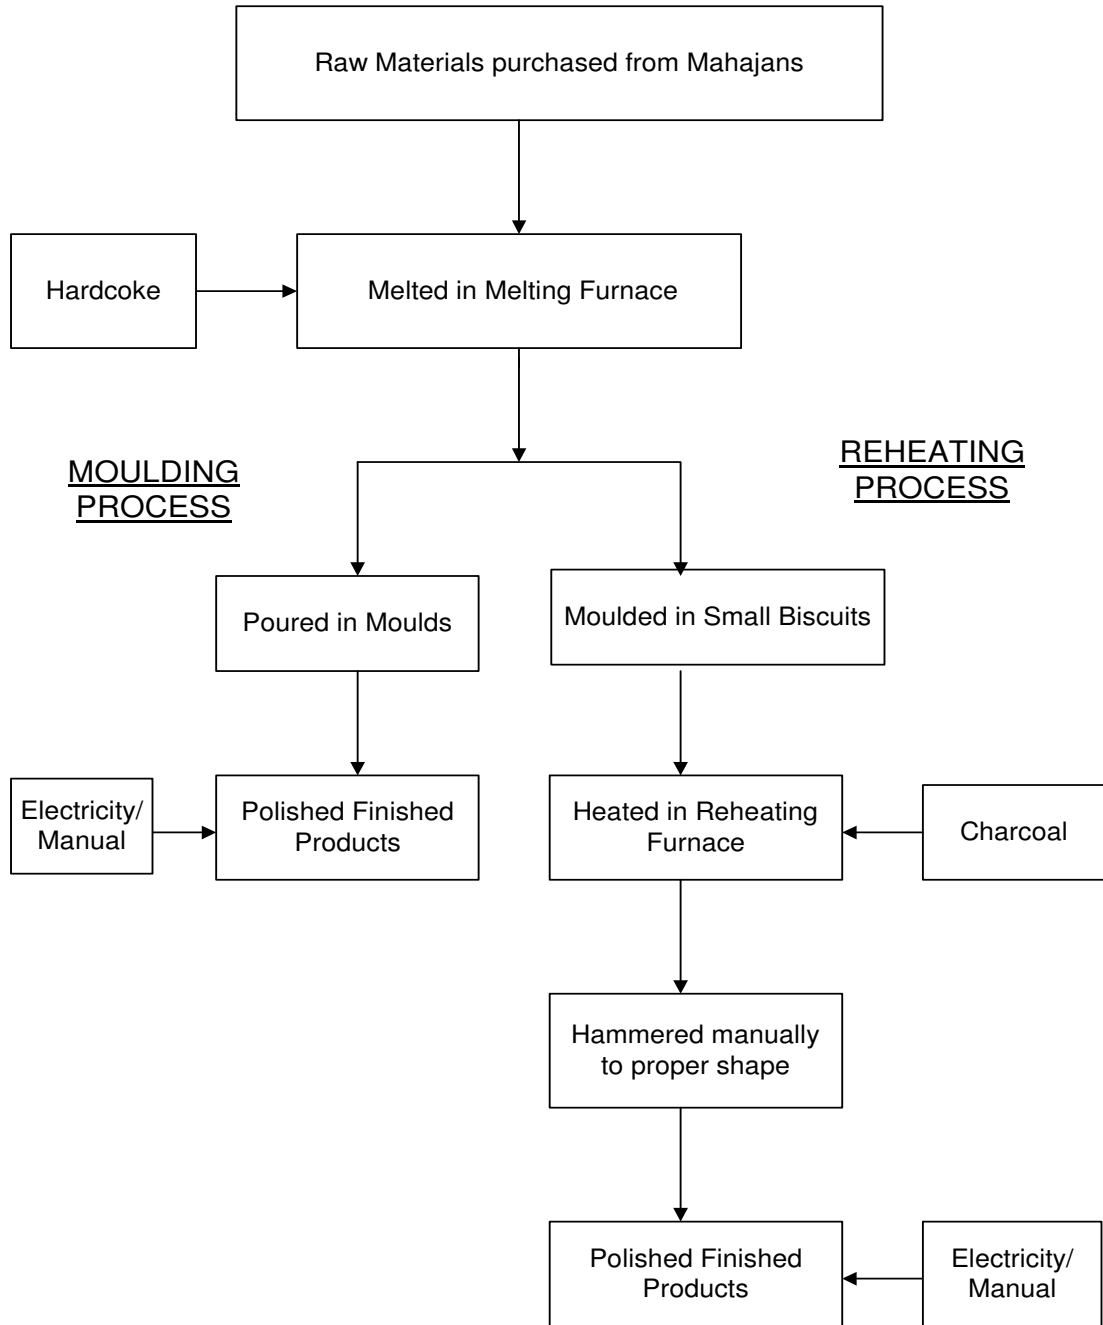 Raw Materials purchased from Mahajans
Hardcoke
Melted in Melting Furnace
MOULDING
PROCESS
REHEATING
PROCESS
Poured in Moulds
Moulded in Small Biscuits
Electricity/
Manual
Polished Finished
Products
Heated in Reheating
Furnace
Charcoal
Hammered manually
to proper shape
Polished Finished
Products
Electricity/
Manual